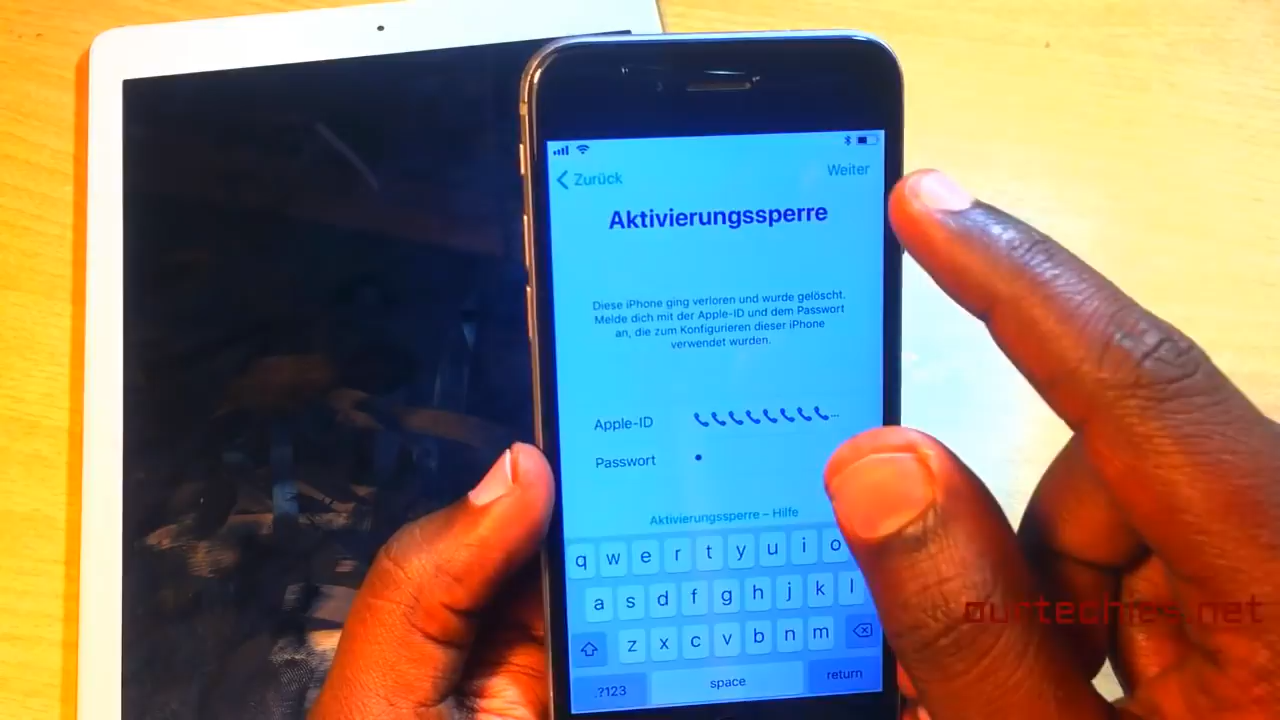 Zurück
Weiter
Aktivierungssperre
Diese iPhone ging verloren und wurde gelöscht.
Melde dich mit der Apple-ID und dem Passwort
an, die zum Konfigurieren dieser iPhone
verwendet wurden.
Apple-ID
Passwort
Aktivierungssperre – Hilfe
q w e r t y u i o
a s d f g h j k l
z x c v b n m
.?123 space return
ourtechies.net